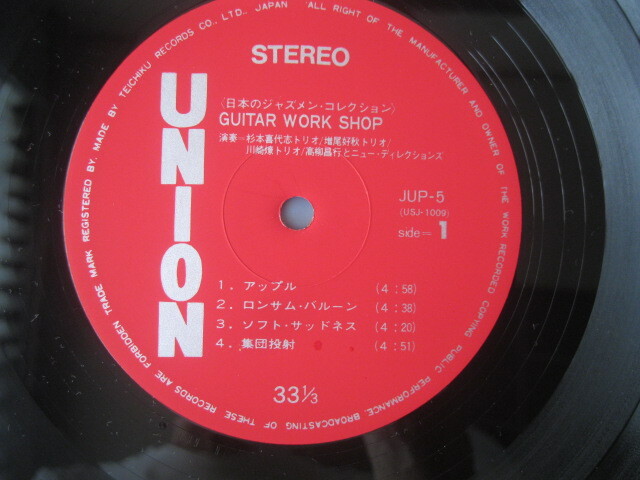 MADE BY TEICHIKU RECORDS CO., LTD., JAPAN ALL RIGHT OF THE MANUFACTURER AND OWNER OF THE WORK RECORDED COPYING PUBLIC PERFORMANCE, BROADCASTING OF THESE RECORDS ARE FORBIDDEN TRADE MARK REGISTERED BY.
STEREO
UNION
〈日本のジャズメン・コレクション〉
GUITAR WORK SHOP
演奏=杉本喜代志トリオ/増尾好秋トリオ/
川崎燎トリオ/高柳昌行とニュー・ディレクションズ
JUP-5
(USJ-1009)
side=1
1. アップル (4:58)
2. ロンサム・バルーン (4:38)
3. ソフト・サッドネス (4:20)
4. 集団投射 (4:51)
33 1/3